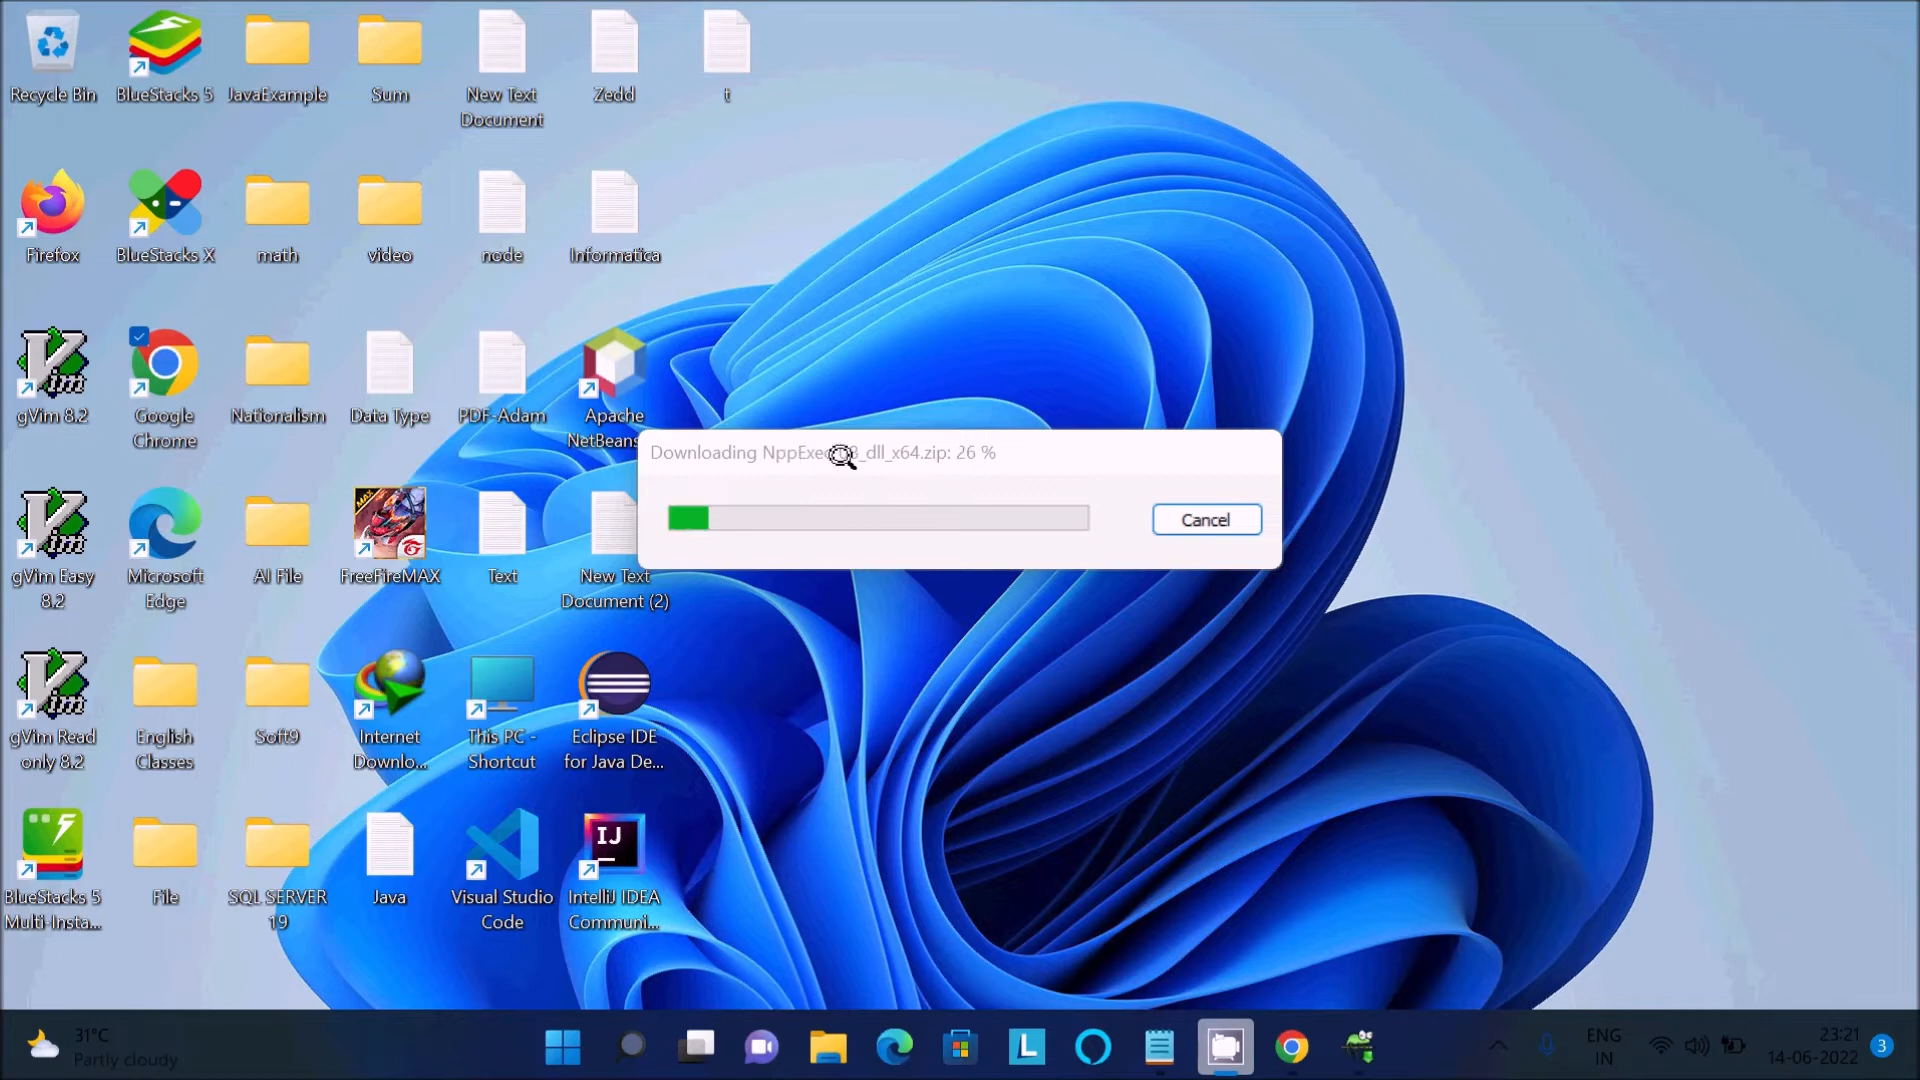 Recycle Bin
BlueStacks 5
JavaExample
Sum
New Text
Document
Zedd
t
Firefox
BlueStacks X
math
video
node
Informatica
gVim 8.2
Google
Chrome
Nationalism
Data Type
PDF-Adam
Apache
NetBeans
Downloading NppExec 8_dll_x64.zip: 26 %
Cancel
gVim Easy
8.2
Microsoft
Edge
AI File
MAX
FreeFireMAX
Text
New Text
Document (2)
gVim Read
only 8.2
English
Classes
Soft9
Internet
Downlo...
This PC -
Shortcut
Eclipse IDE
for Java De...
BlueStacks 5
Multi-Insta...
File
SQL SERVER
19
Java
Visual Studio
Code
IJ
IntelliJ IDEA
Communi...
31°C
Partly cloudy
L
ENG
IN
23:21
14-06-2022
3